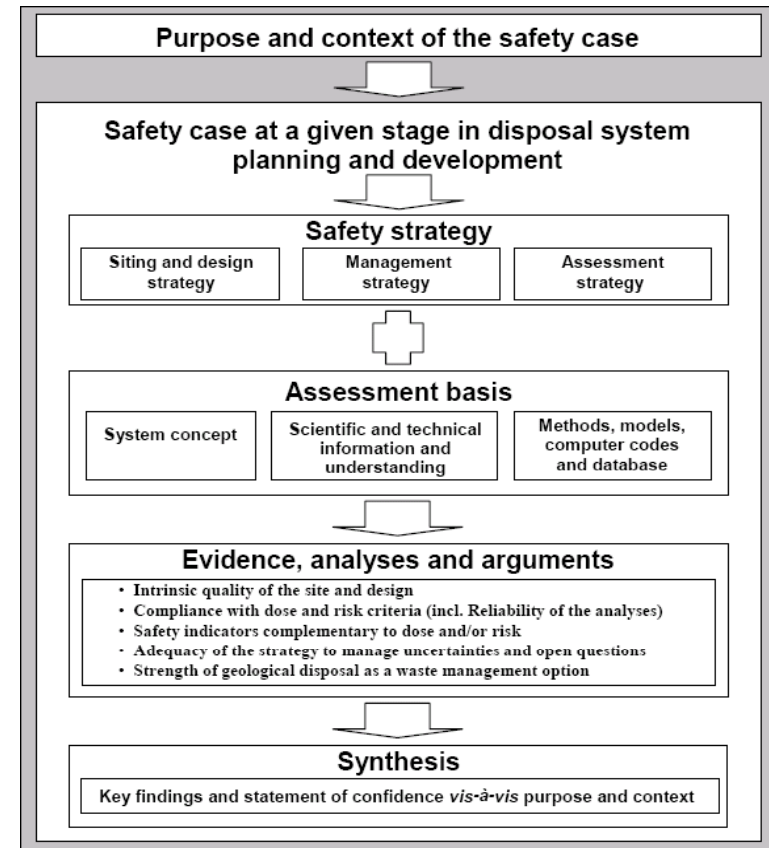 Purpose and context of the safety case
Safety case at a given stage in disposal system
planning and development
Safety strategy
Siting and design
strategy
Management
strategy
Assessment
strategy
Assessment basis
System concept
Scientific and technical
information and
understanding
Methods, models,
computer codes
and database
Evidence, analyses and arguments
• Intrinsic quality of the site and design
• Compliance with dose and risk criteria (incl. Reliability of the analyses)
• Safety indicators complementary to dose and/or risk
• Adequacy of the strategy to manage uncertainties and open questions
• Strength of geological disposal as a waste management option
Synthesis
Key findings and statement of confidence vis-à-vis purpose and context